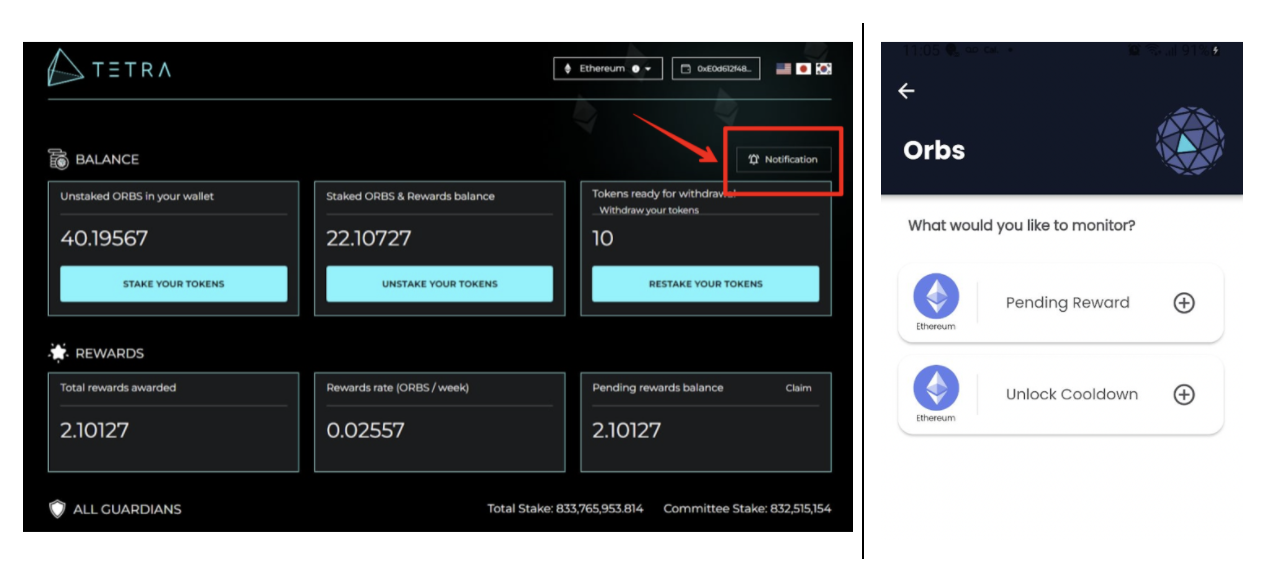 TETRA
Ethereum
0xE0d612f48...
BALANCE
Notification
Unstaked ORBS in your wallet
40.19567
STAKE YOUR TOKENS
Staked ORBS & Rewards balance
22.10727
UNSTAKE YOUR TOKENS
Tokens ready for withdrawal
Withdraw your tokens
10
RESTAKE YOUR TOKENS
REWARDS
Total rewards awarded
2.10127
Rewards rate (ORBS / week)
0.02557
Pending rewards balance
Claim
2.10127
ALL GUARDIANS
Total Stake: 833,765,953.814
Committee Stake: 832,515,154
11:05
91%
Orbs
What would you like to monitor?
Ethereum
Pending Reward
Ethereum
Unlock Cooldown